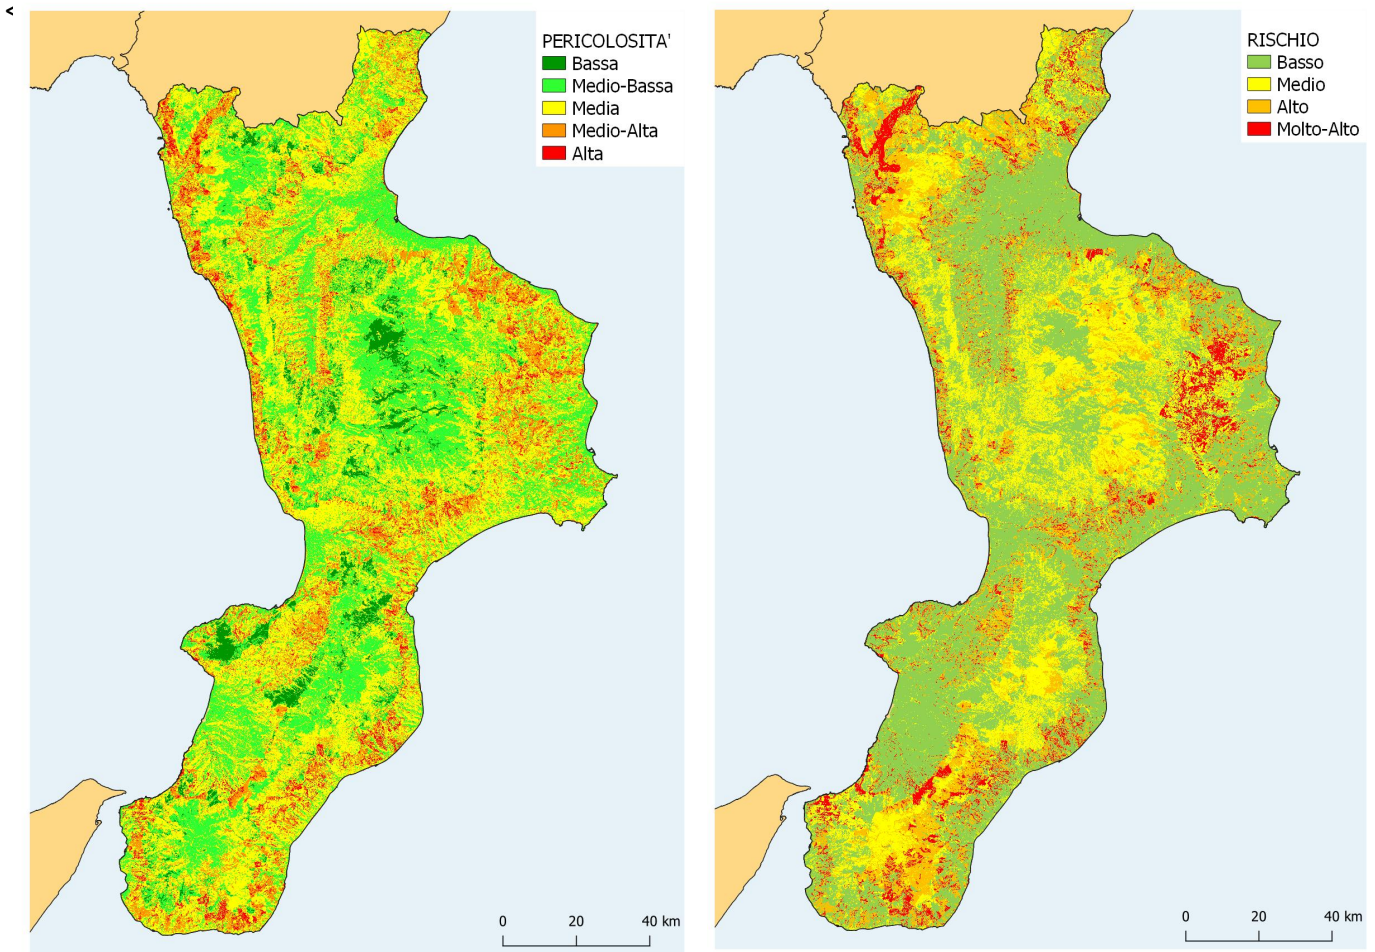 <
PERICOLOSITA'
Bassa
Medio-Bassa
Media
Medio-Alta
Alta
0 20 40 km
RISCHIO
Basso
Medio
Alto
Molto-Alto
0 20 40 km